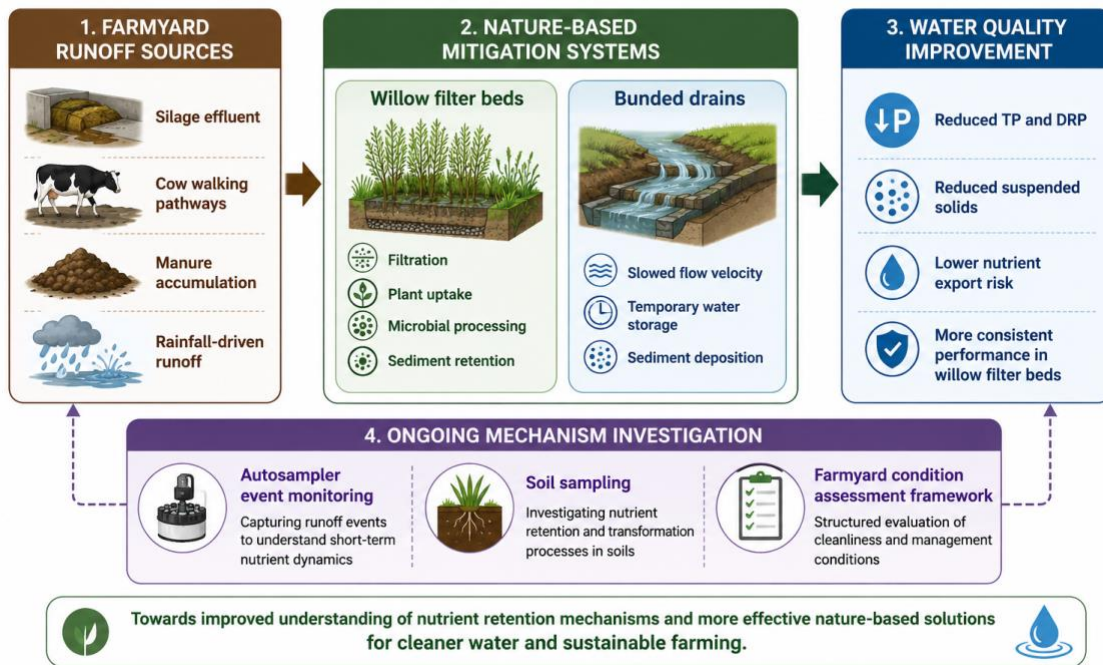 1. FARMYARD
RUNOFF SOURCES
Silage effluent
Cow walking
pathways
Manure
accumulation
Rainfall-driven
runoff
2. NATURE-BASED
MITIGATION SYSTEMS
Willow filter beds
Filtration
Plant uptake
Microbial processing
Sediment retention
Bunded drains
Slowed flow velocity
Temporary water
storage
Sediment deposition
3. WATER QUALITY
IMPROVEMENT
↓P
Reduced TP and DRP
Reduced suspended
solids
Lower nutrient
export risk
More consistent
performance in
willow filter beds
4. ONGOING MECHANISM INVESTIGATION
Autosampler
event monitoring
Capturing runoff events
to understand short-term
nutrient dynamics
Soil sampling
Investigating nutrient
retention and transformation
processes in soils
Farmyard condition
assessment framework
Structured evaluation of
cleanliness and management
conditions
Towards improved understanding of nutrient retention mechanisms and more effective nature-based solutions
for cleaner water and sustainable farming.